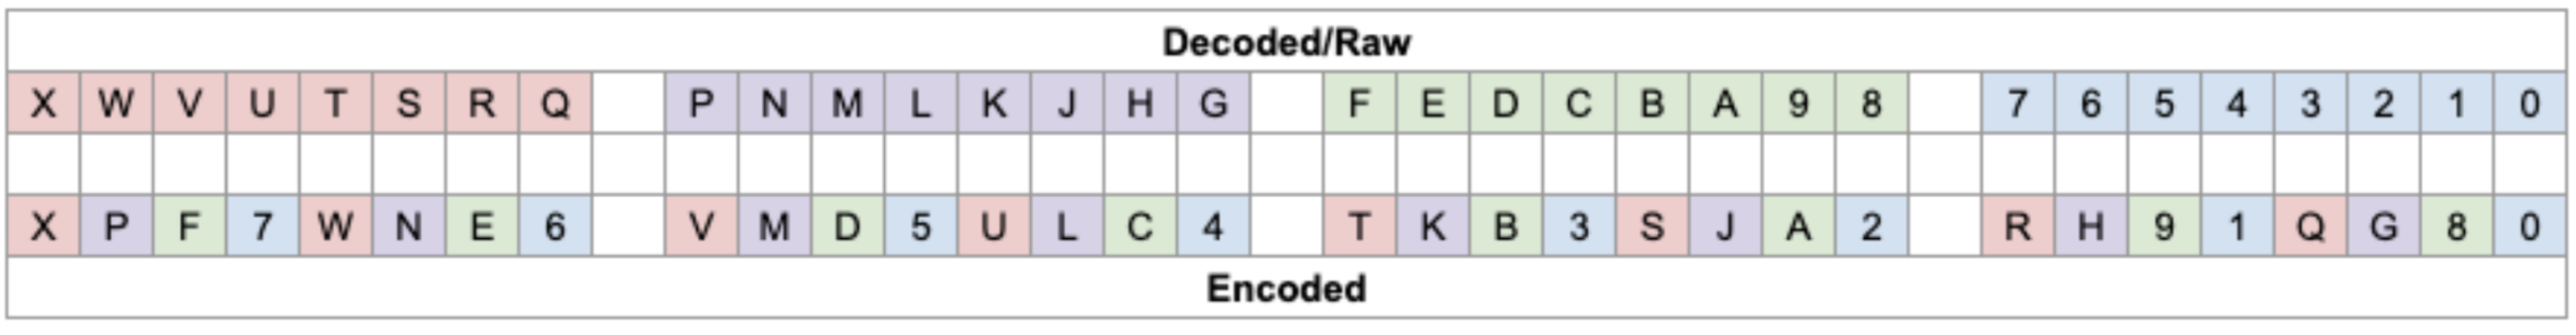 Decoded/Raw
X W V U T S R Q P N M L K J H G F E D C B A 9 8 7 6 5 4 3 2 1 0
X P F 7 W N E 6 V M D 5 U L C 4 T K B 3 S J A 2 R H 9 1 Q G 8 0
Encoded